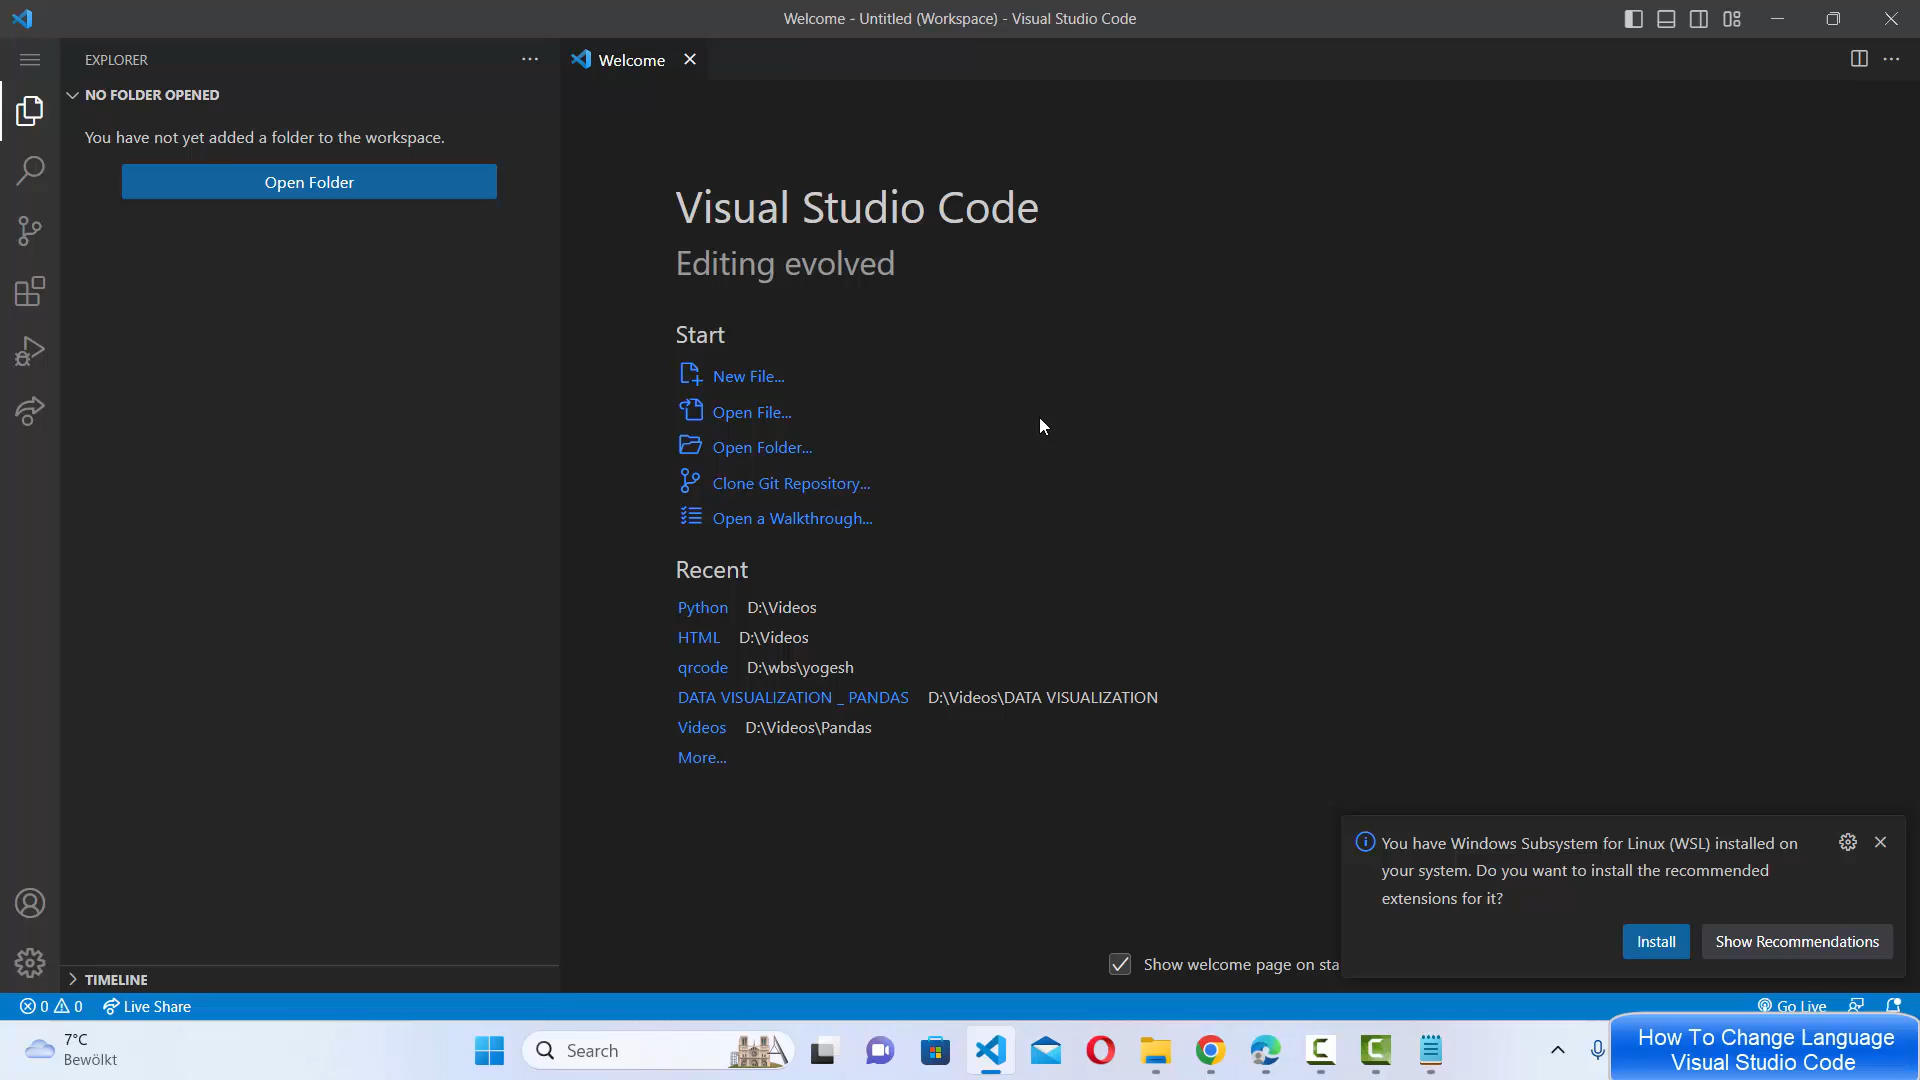 Welcome - Untitled (Workspace) - Visual Studio Code
EXPLORER
Welcome
NO FOLDER OPENED
You have not yet added a folder to the workspace.
Open Folder
Visual Studio Code
Editing evolved
Start
New File...
Open File...
Open Folder...
Clone Git Repository...
Open a Walkthrough...
Recent
Python D:\Videos
HTML D:\Videos
qrcode D:\wbs\yogesh
DATA VISUALIZATION _ PANDAS D:\Videos\DATA VISUALIZATION
Videos D:\Videos\Pandas
More...
You have Windows Subsystem for Linux (WSL) installed on
your system. Do you want to install the recommended
extensions for it?
Install Show Recommendations
Show welcome page on sta
TIMELINE
0 0 Live Share
Go Live
7°C
Bewölkt
Search
How To Change Language
Visual Studio Code